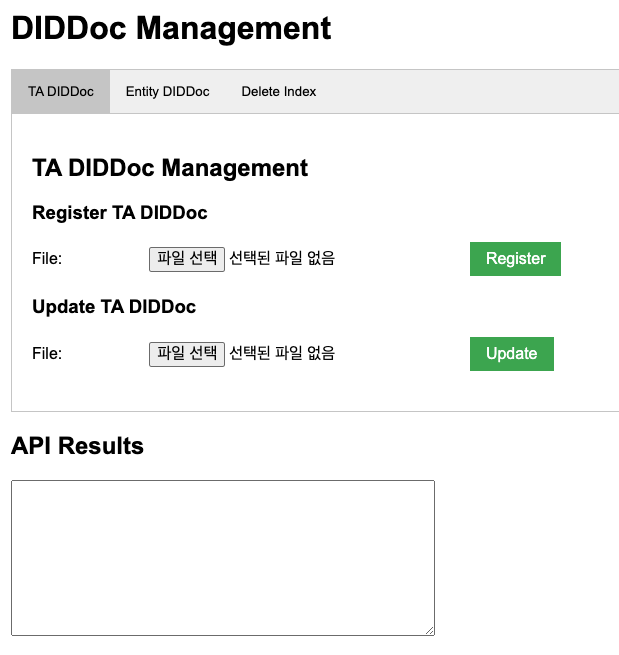 DIDDoc Management
TA DIDDoc Entity DIDDoc Delete Index
TA DIDDoc Management
Register TA DIDDoc
File: 파일 선택 선택된 파일 없음 Register
Update TA DIDDoc
File: 파일 선택 선택된 파일 없음 Update
API Results